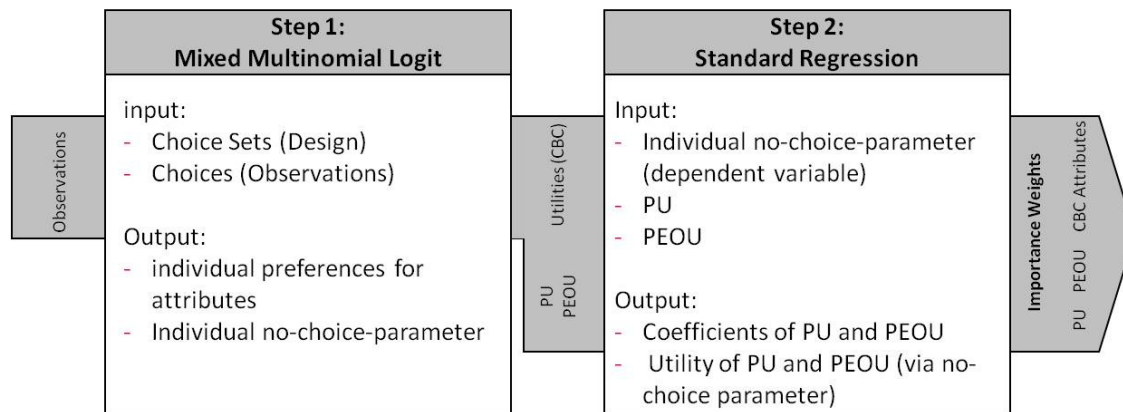 Observations
Step 1:
Mixed Multinomial Logit
input:
- Choice Sets (Design)
- Choices (Observations)
Output:
- individual preferences for
attributes
- Individual no-choice-parameter
Utilities (CBC)
PU
PEOU
Step 2:
Standard Regression
Input:
- Individual no-choice-parameter
(dependent variable)
- PU
- PEOU
Output:
- Coefficients of PU and PEOU
- Utility of PU and PEOU (via no-
choice parameter)
Importance Weights
PU PEOU CBC Attributes